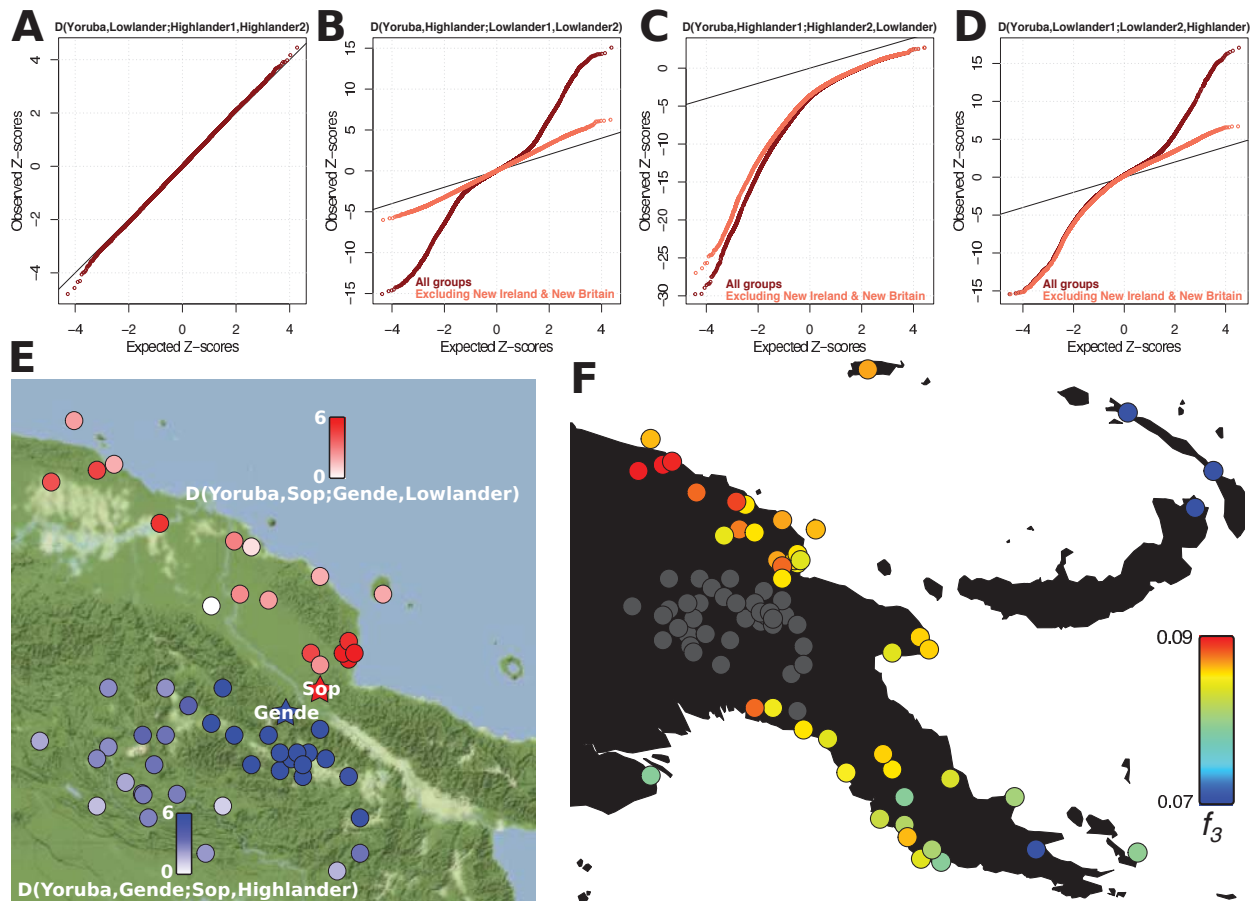 A
D(Yoruba,Lowlander;Highlander1,Highlander2)
Observed Z−scores
4
2
0
−2
−4
−4 −2 0 2 4
Expected Z−scores
B
D(Yoruba,Highlander;Lowlander1,Lowlander2)
Observed Z−scores
15
10
5
0
−5
−10
−15
All groups
Excluding New Ireland & New Britain
−4 −2 0 2 4
Expected Z−scores
C
D(Yoruba,Highlander1;Highlander2,Lowlander)
Observed Z−scores
0
−5
−10
−15
−20
−25
−30
All groups
Excluding New Ireland & New Britain
−4 −2 0 2 4
Expected Z−scores
D
D(Yoruba,Lowlander1;Lowlander2,Highlander)
Observed Z−scores
15
10
5
0
−5
−10
−15
All groups
Excluding New Ireland & New Britain
−4 −2 0 2 4
Expected Z−scores
E
6
0
D(Yoruba,Sop;Gende,Lowlander)
Sop
Gende
6
0
D(Yoruba,Gende;Sop,Highlander)
F
0.09
0.07
f3